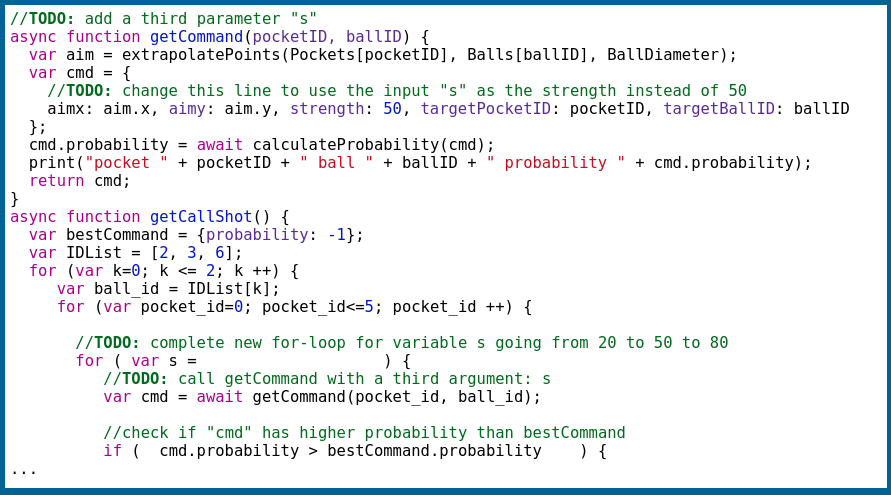 //TODO: add a third parameter "s"
async function getCommand(pocketID, ballID) {
  var aim = extrapolatePoints(Pockets[pocketID], Balls[ballID], BallDiameter);
  var cmd = {
    //TODO: change this line to use the input "s" as the strength instead of 50
    aimx: aim.x, aimy: aim.y, strength: 50, targetPocketID: pocketID, targetBallID: ballID
  };
  cmd.probability = await calculateProbability(cmd);
  print("pocket " + pocketID + " ball " + ballID + " probability " + cmd.probability);
  return cmd;
}
async function getCallShot() {
  var bestCommand = {probability: -1};
  var IDList = [2, 3, 6];
  for (var k=0; k <= 2; k ++) {
     var ball_id = IDList[k];
     for (var pocket_id=0; pocket_id<=5; pocket_id ++) {

       //TODO: complete new for-loop for variable s going from 20 to 50 to 80
       for ( var s =                    ) {
          //TODO: call getCommand with a third argument: s
          var cmd = await getCommand(pocket_id, ball_id);

          //check if "cmd" has higher probability than bestCommand
          if (  cmd.probability > bestCommand.probability    ) {
...